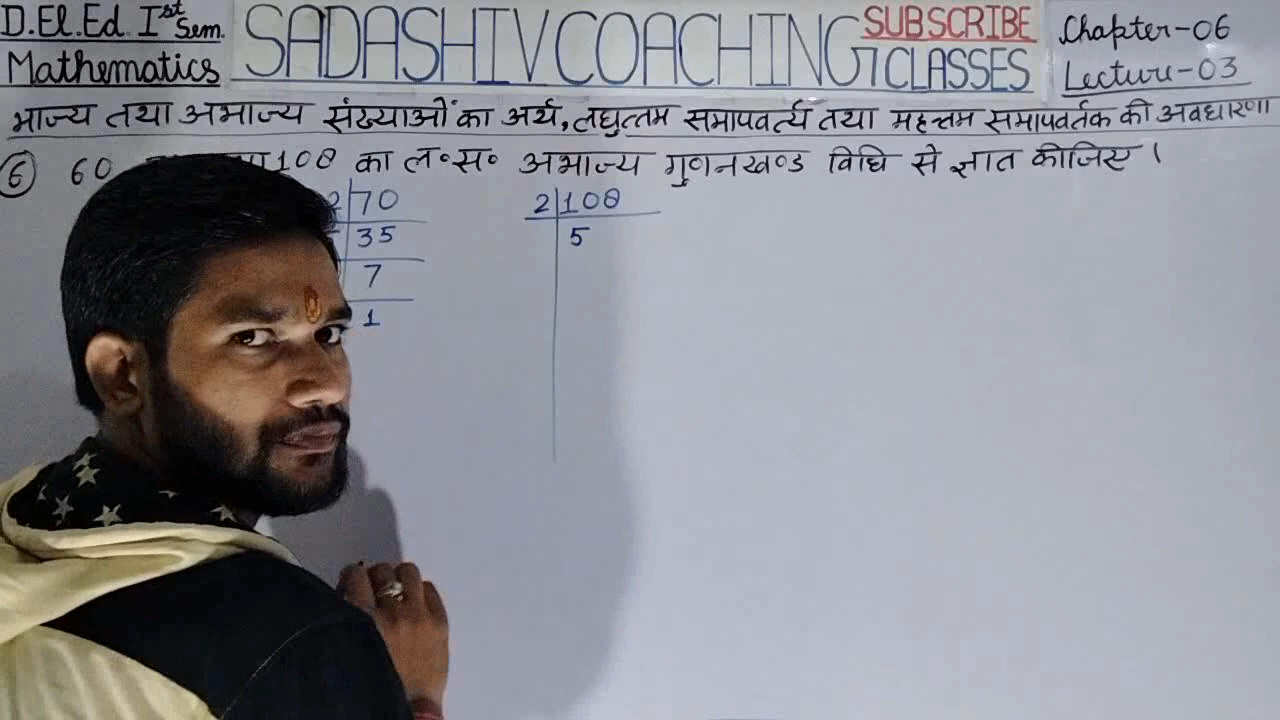 D.El.Ed. Ist Sem.
Mathematics
SADASHIV COACHING CLASSES
SUBSCRIBE
Chapter-06
Lecture-03
भाज्य तथा अभाज्य संख्याओं का अर्थ, लघुत्तम समापवर्त्य तथा महत्तम समापवर्तक की अवधारणा
6 60 108 का ल॰स॰ अभाज्य गुणनखण्ड विधि से ज्ञात कीजिए।
2 70
35
7
1
2 108
5